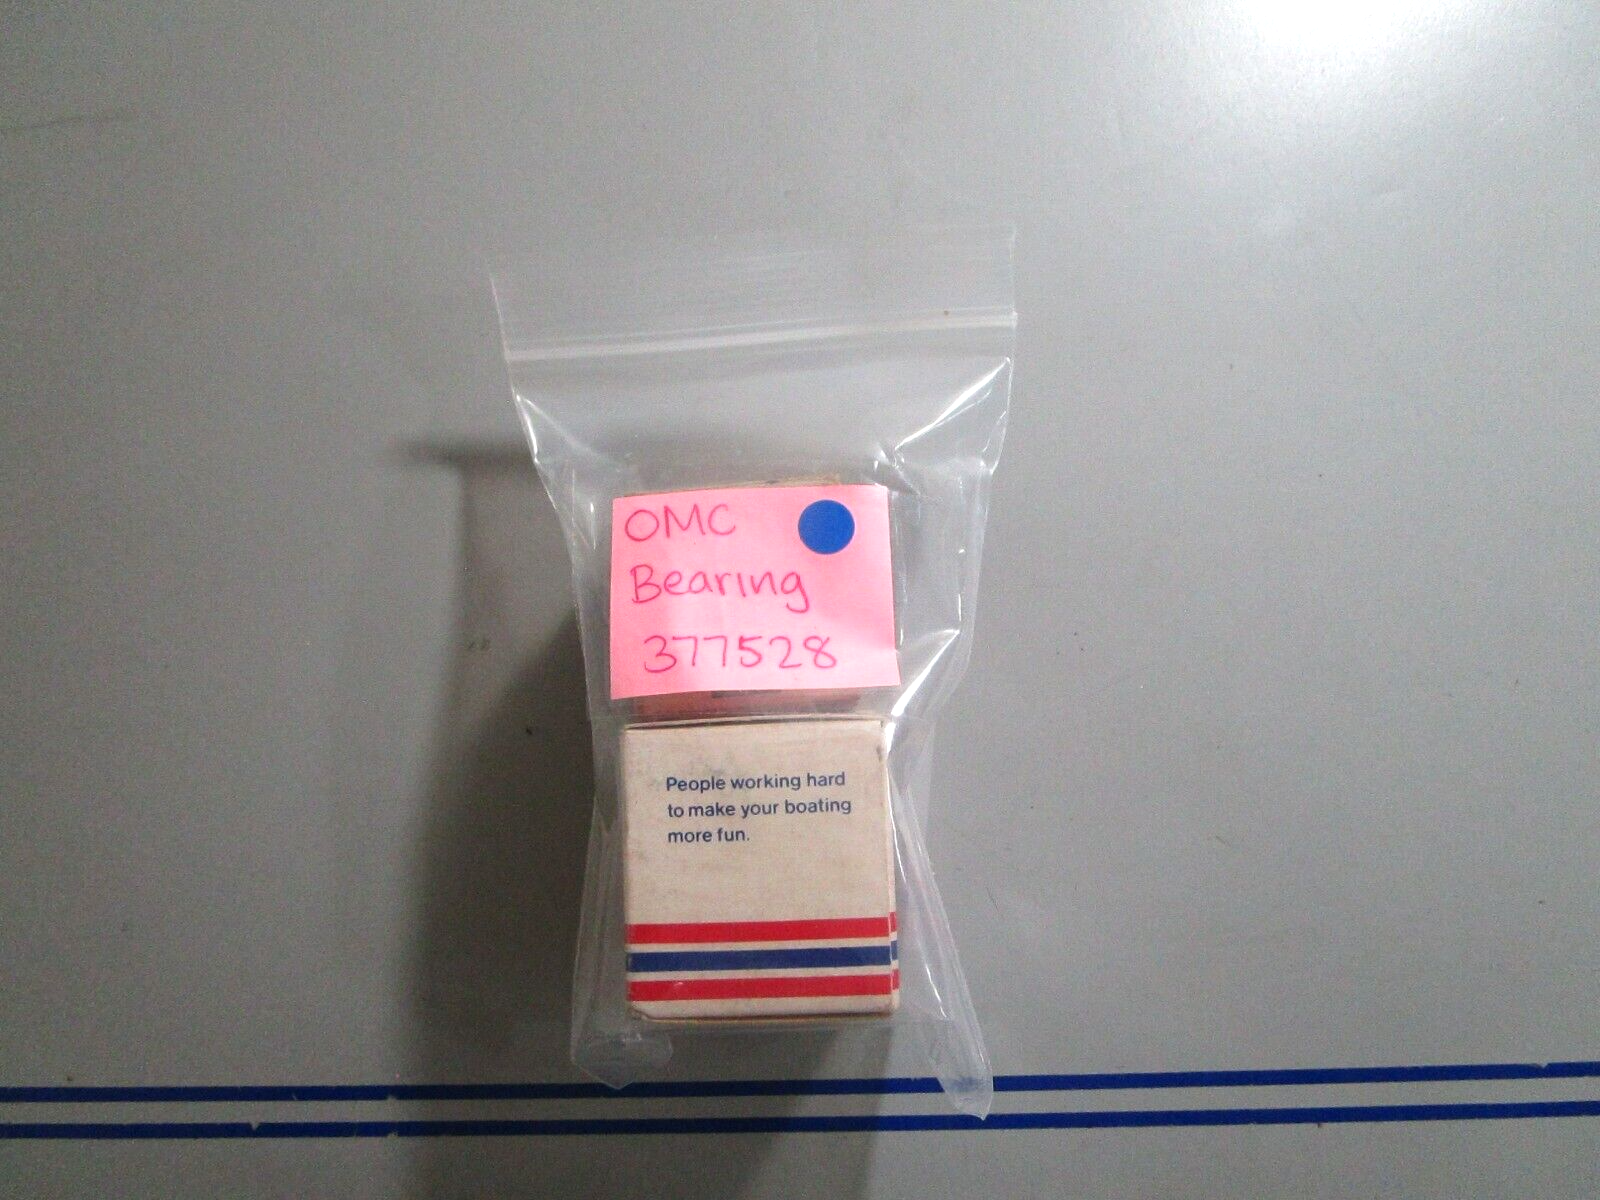 OMC
Bearing
377528
People working hard
to make your boating
more fun.